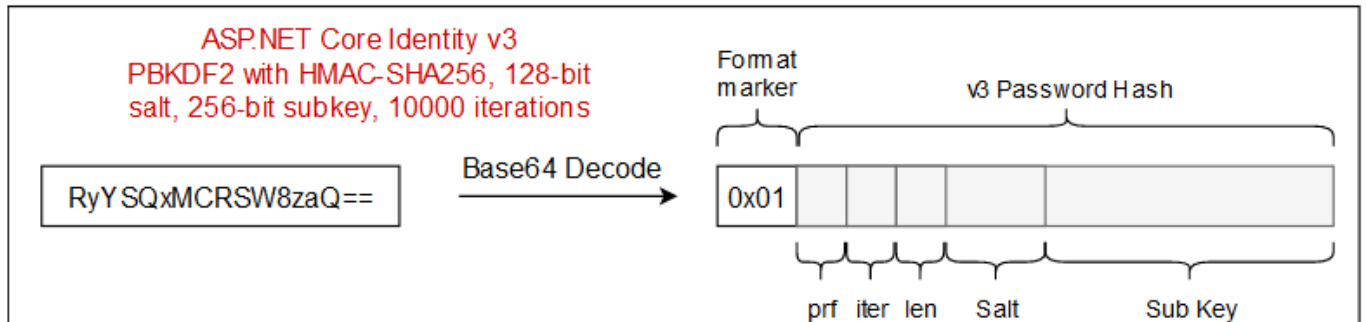 ASP.NET Core Identity v3
PBKDF2 with HMAC-SHA256, 128-bit
salt, 256-bit subkey, 10000 iterations
RyYSQxMCRSW8zaQ==
Base64 Decode
Format
marker
v3 Password Hash
0x01
prf iter len Salt Sub Key